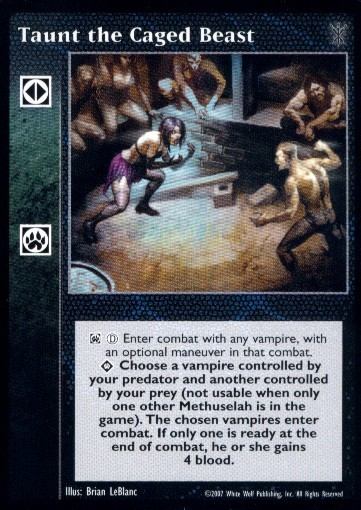 Taunt the Caged Beast
D Enter combat with any vampire, with
an optional maneuver in that combat.
Choose a vampire controlled by
your predator and another controlled
by your prey (not usable when only
one other Methuselah is in the
game). The chosen vampires enter
combat. If only one is ready at the
end of combat, he or she gains
4 blood.
Illus: Brian LeBlanc
©2007 White Wolf Publishing, Inc. All Rights Reserved